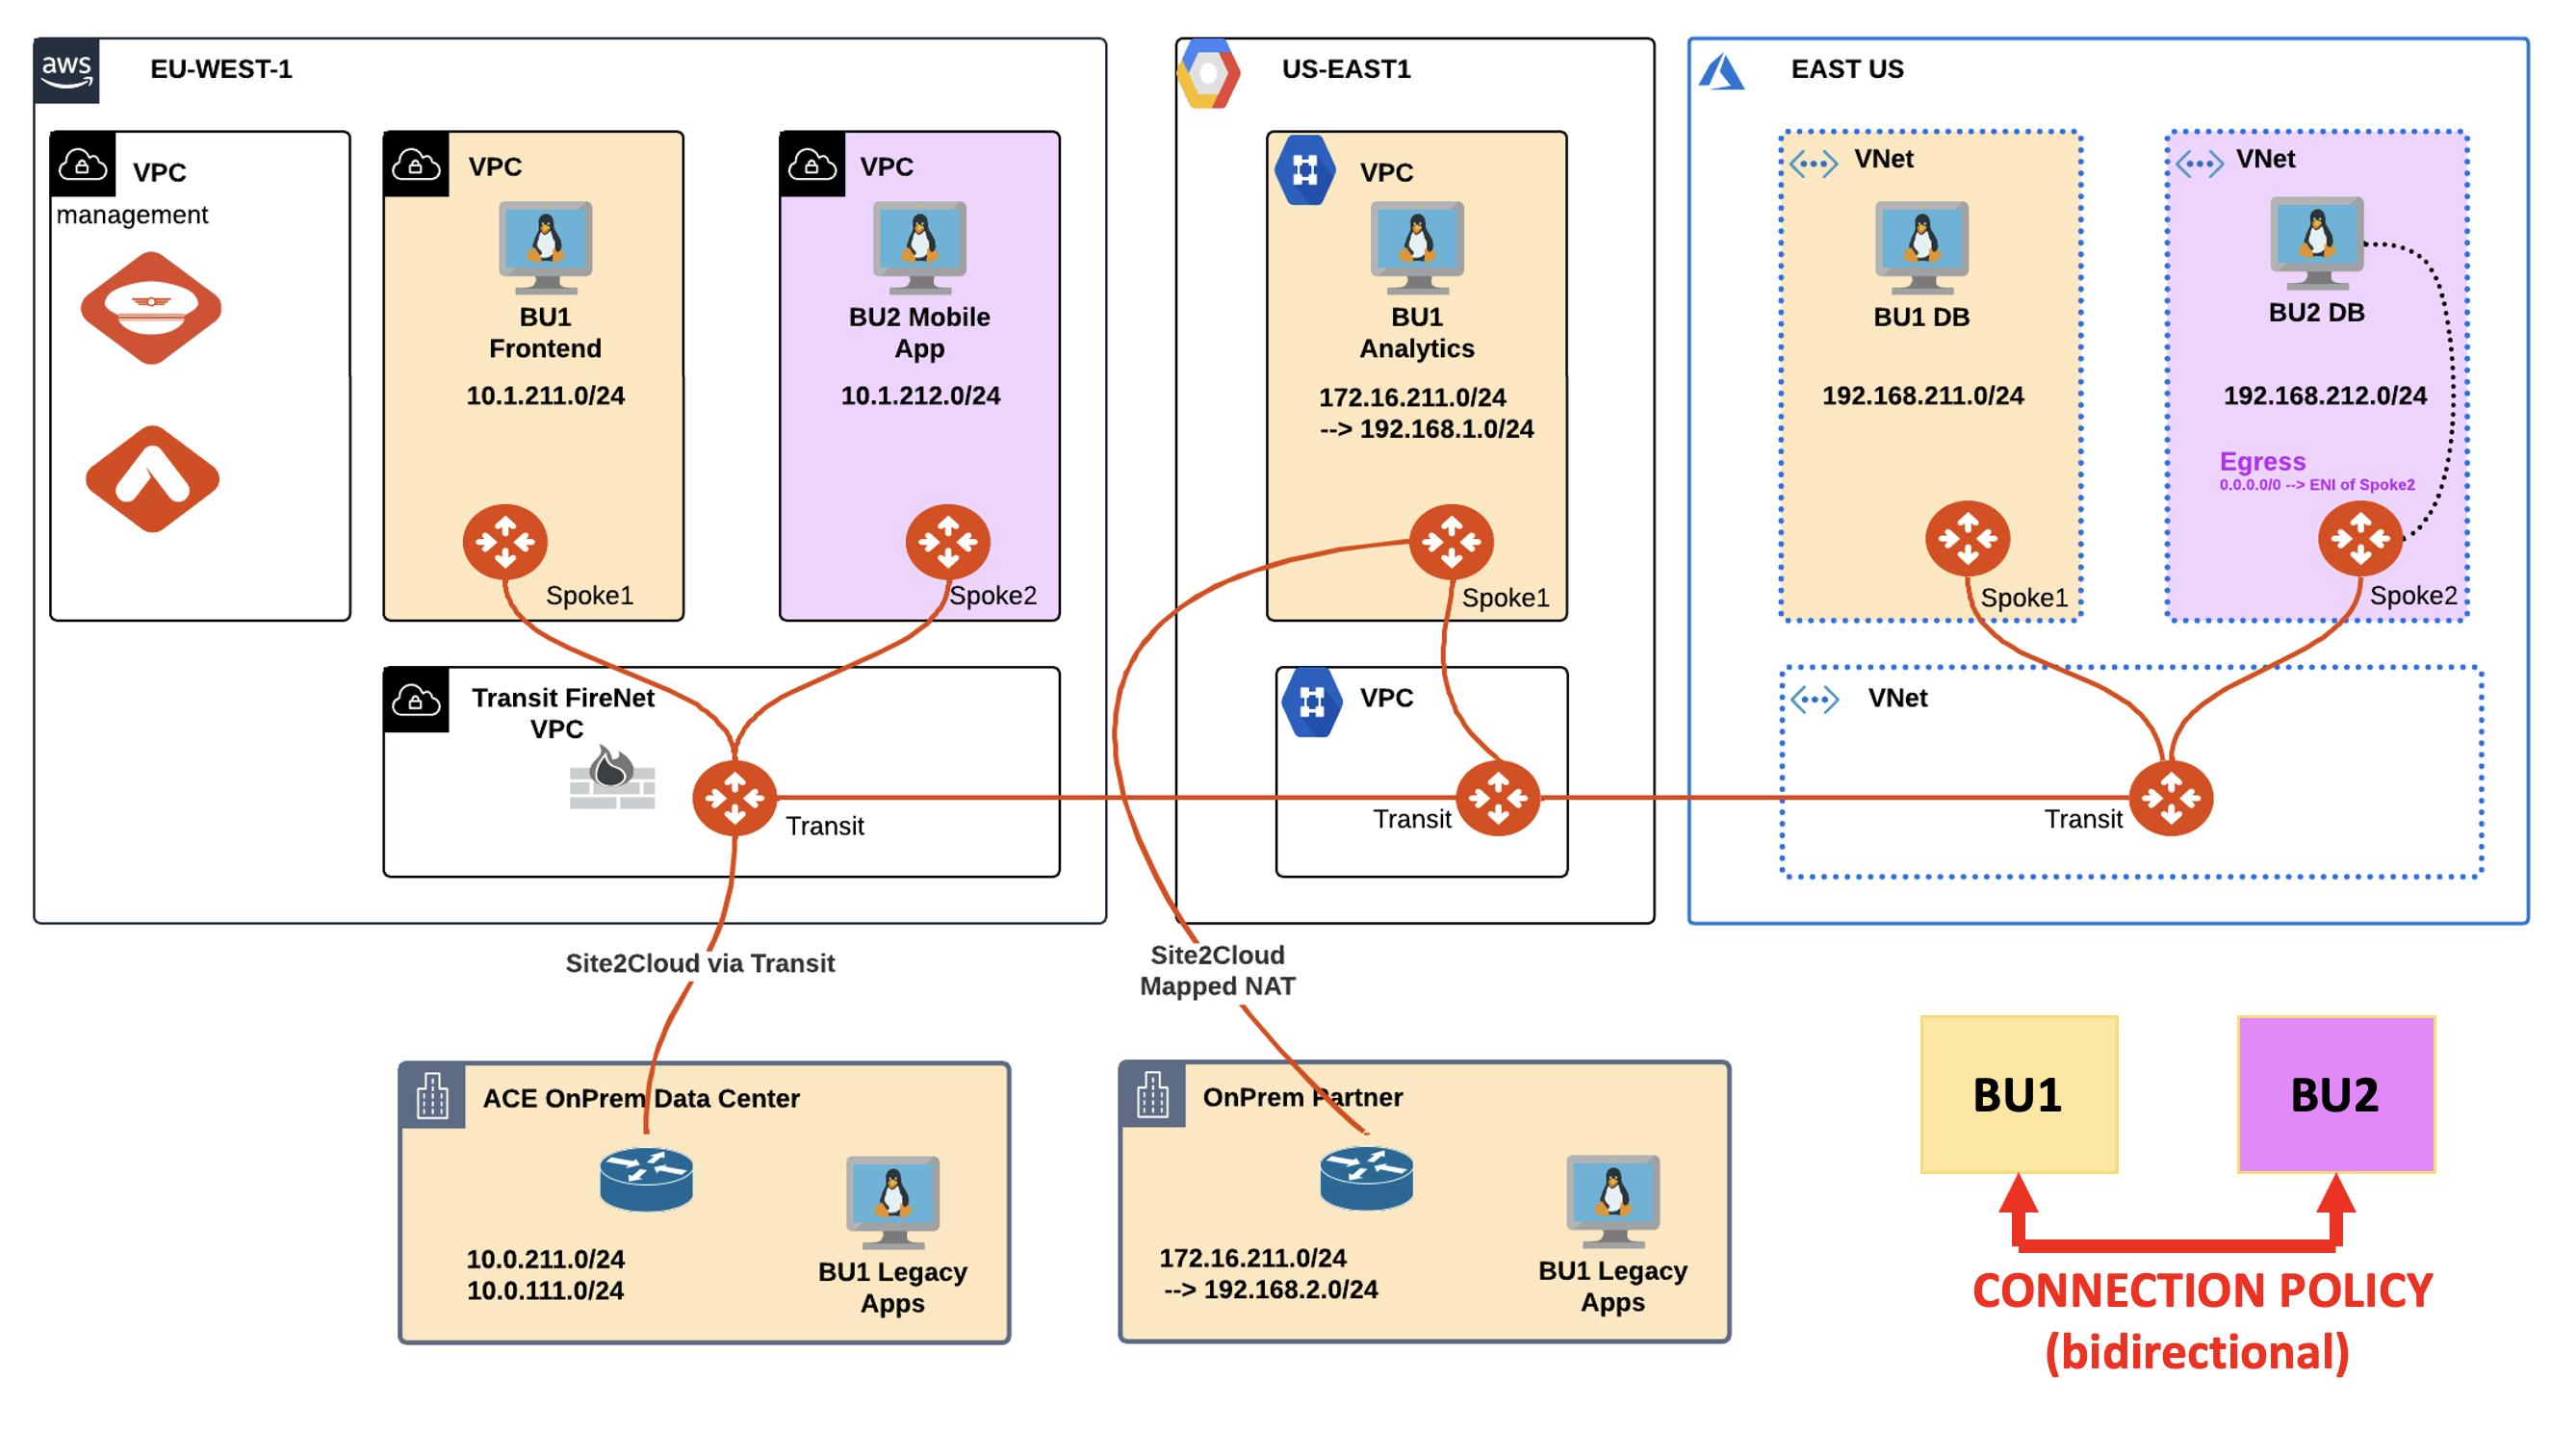 aws
EU-WEST-1
VPC
management
VPC
BU1
Frontend
10.1.211.0/24
Spoke1
VPC
BU2 Mobile
App
10.1.212.0/24
Spoke2
Transit FireNet
VPC
Transit
US-EAST1
VPC
BU1
Analytics
172.16.211.0/24
--> 192.168.1.0/24
Spoke1
VPC
Transit
EAST US
VNet
BU1 DB
192.168.211.0/24
Spoke1
VNet
BU2 DB
192.168.212.0/24
Egress
0.0.0.0/0 --> ENI of Spoke2
Spoke2
VNet
Transit
Site2Cloud via Transit
Site2Cloud
Mapped NAT
ACE OnPrem Data Center
10.0.211.0/24
10.0.111.0/24
BU1 Legacy
Apps
OnPrem Partner
172.16.211.0/24
--> 192.168.2.0/24
BU1 Legacy
Apps
BU1
BU2
CONNECTION POLICY
(bidirectional)